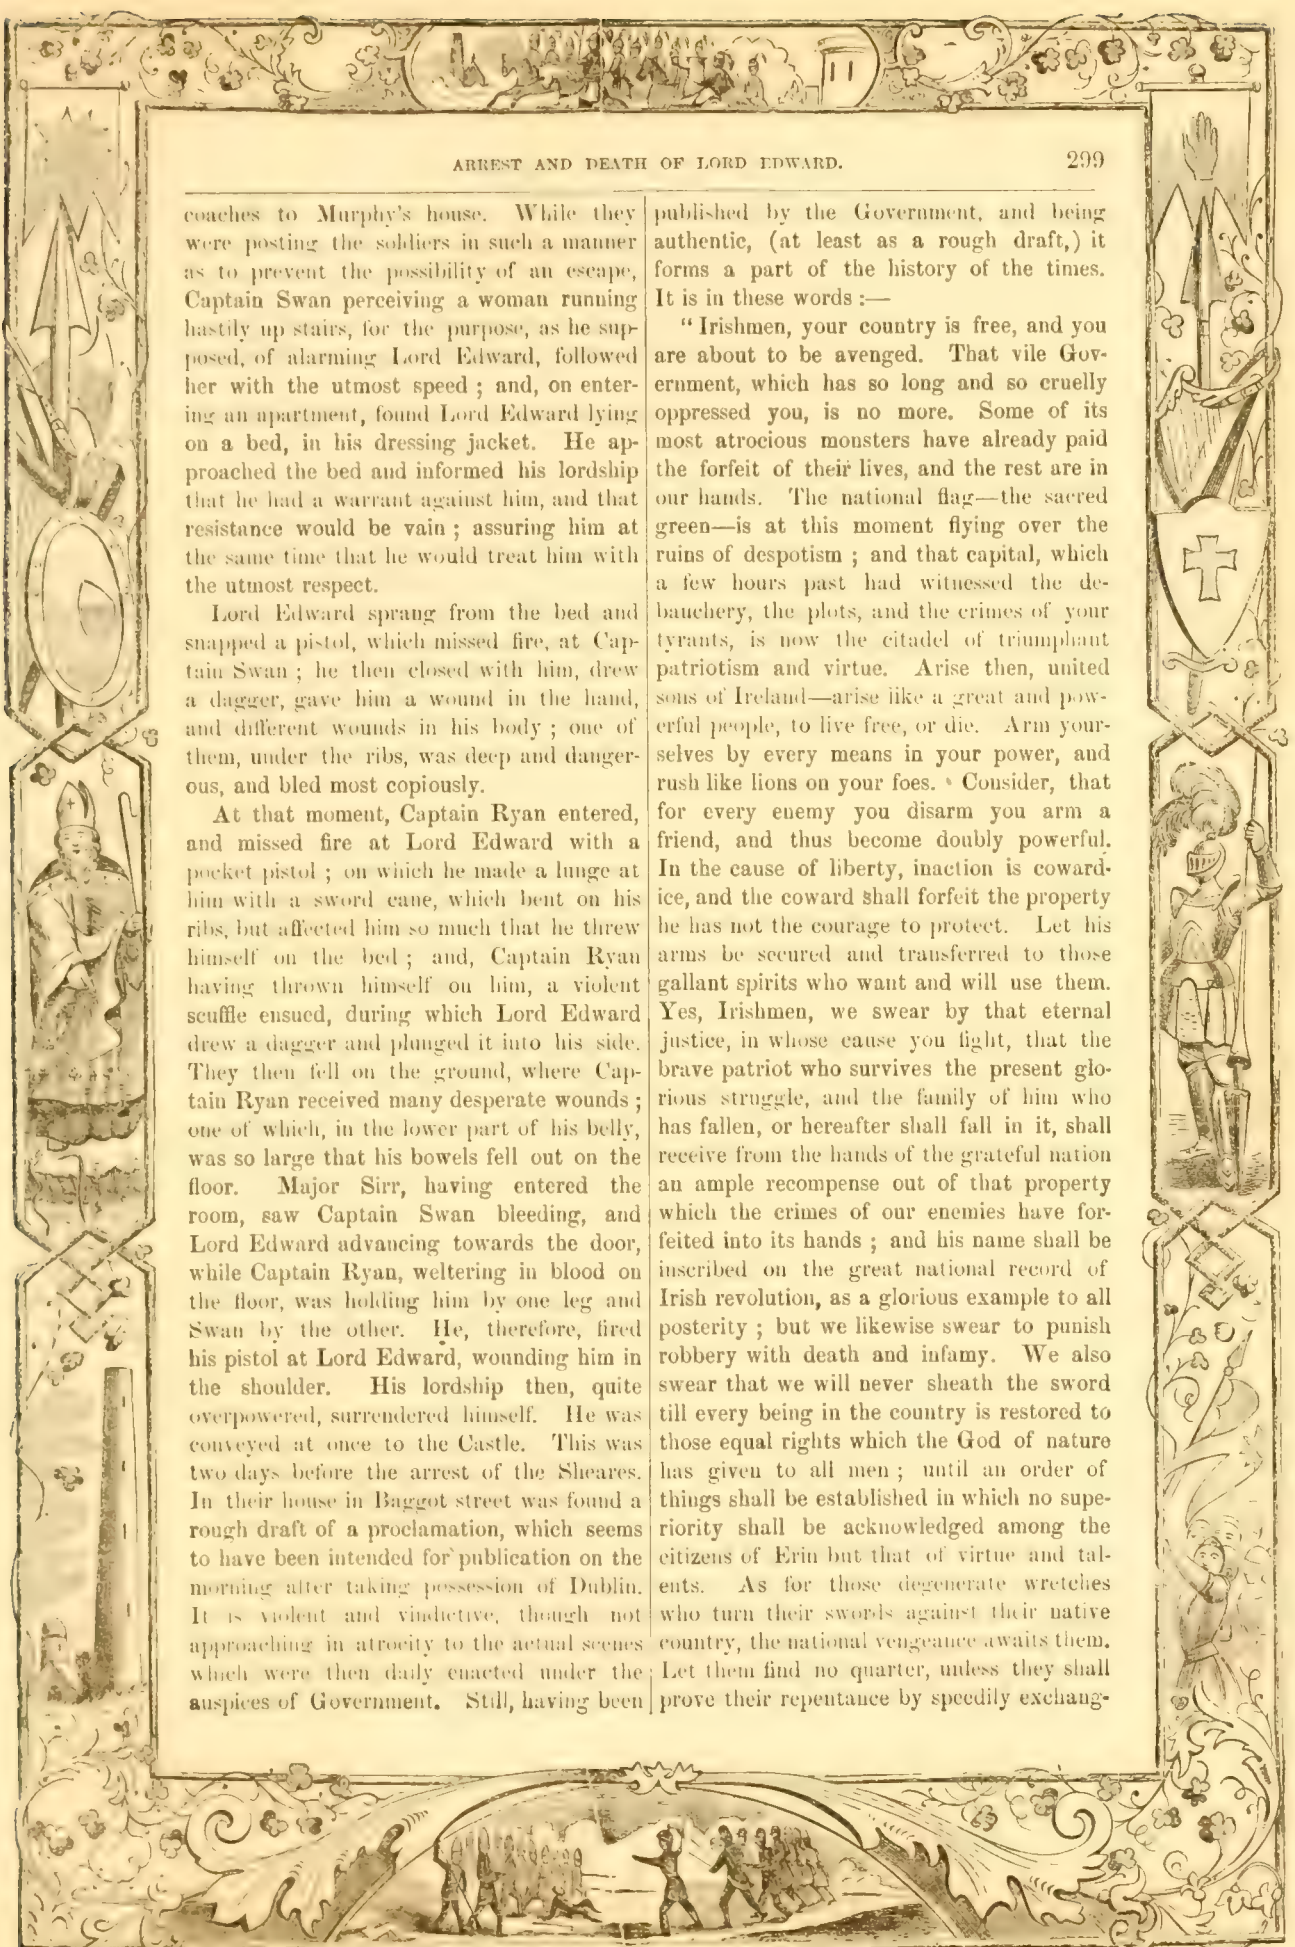 ARREST AND DEATH OF LORD EDWARD.
299
coaches to Murphy's house. While they
were posting the soldiers in such a manner
as to prevent the possibility of an escape,
Captain Swan perceiving a woman running
hastily up stairs, for the purpose, as he sup-
posed, of alarming Lord Edward, followed
her with the utmost speed ; and, on enter-
ing an apartment, found Lord Edward lying
on a bed, in his dressing jacket. He ap-
proached the bed and informed his lordship
that he had a warrant against him, and that
resistance would be vain ; assuring him at
the same time that he would treat him with
the utmost respect.
Lord Edward sprang from the bed and
snapped a pistol, which missed fire, at Cap-
tain Swan ; he then closed with him, drew
a dagger, gave him a wound in the hand,
and different wounds in his body ; one of
them, under the ribs, was deep and danger-
ous, and bled most copiously.
At that moment, Captain Ryan entered,
and missed fire at Lord Edward with a
pocket pistol ; on which he made a lunge at
him with a sword cane, which bent on his
ribs, but affected him so much that he threw
himself on the bed ; and, Captain Ryan
having thrown himself on him, a violent
scuffle ensued, during which Lord Edward
drew a dagger and plunged it into his side.
They then fell on the ground, where Cap-
tain Ryan received many desperate wounds ;
one of which, in the lower part of his belly,
was so large that his bowels fell out on the
floor. Major Sirr, having entered the
room, saw Captain Swan bleeding, and
Lord Edward advancing towards the door,
while Captain Ryan, weltering in blood on
the floor, was holding him by one leg and
Swan by the other. He, therefore, fired
his pistol at Lord Edward, wounding him in
the shoulder. His lordship then, quite
overpowered, surrendered himself. He was
conveyed at once to the Castle. This was
two days before the arrest of the Sheares.
In their house in Baggot street was found a
rough draft of a proclamation, which seems
to have been intended for publication on the
morning after taking possession of Dublin.
It is violent and vindictive, though not
approaching in atrocity to the actual scenes
which were then daily enacted under the
auspices of Government. Still, having been
published by the Government, and being
authentic, (at least as a rough draft,) it
forms a part of the history of the times.
It is in these words :—
" Irishmen, your country is free, and you
are about to be avenged. That vile Gov-
ernment, which has so long and so cruelly
oppressed you, is no more. Some of its
most atrocious monsters have already paid
the forfeit of their lives, and the rest are in
our hands. The national flag—the sacred
green—is at this moment flying over the
ruins of despotism ; and that capital, which
a few hours past had witnessed the de-
bauchery, the plots, and the crimes of your
tyrants, is now the citadel of triumphant
patriotism and virtue. Arise then, united
sons of Ireland—arise like a great and pow-
erful people, to live free, or die. Arm your-
selves by every means in your power, and
rush like lions on your foes. Consider, that
for every enemy you disarm you arm a
friend, and thus become doubly powerful.
In the cause of liberty, inaction is coward-
ice, and the coward shall forfeit the property
he has not the courage to protect. Let his
arms be secured and transferred to those
gallant spirits who want and will use them.
Yes, Irishmen, we swear by that eternal
justice, in whose cause you fight, that the
brave patriot who survives the present glo-
rious struggle, and the family of him who
has fallen, or hereafter shall fall in it, shall
receive from the hands of the grateful nation
an ample recompense out of that property
which the crimes of our enemies have for-
feited into its hands ; and his name shall be
inscribed on the great national record of
Irish revolution, as a glorious example to all
posterity ; but we likewise swear to punish
robbery with death and infamy. We also
swear that we will never sheath the sword
till every being in the country is restored to
those equal rights which the God of nature
has given to all men ; until an order of
things shall be established in which no supe-
riority shall be acknowledged among the
citizens of Erin but that of virtue and tal-
ents. As for those degenerate wretches
who turn their swords against their native
country, the national vengeance awaits them.
Let them find no quarter, unless they shall
prove their repentance by speedily exchang-